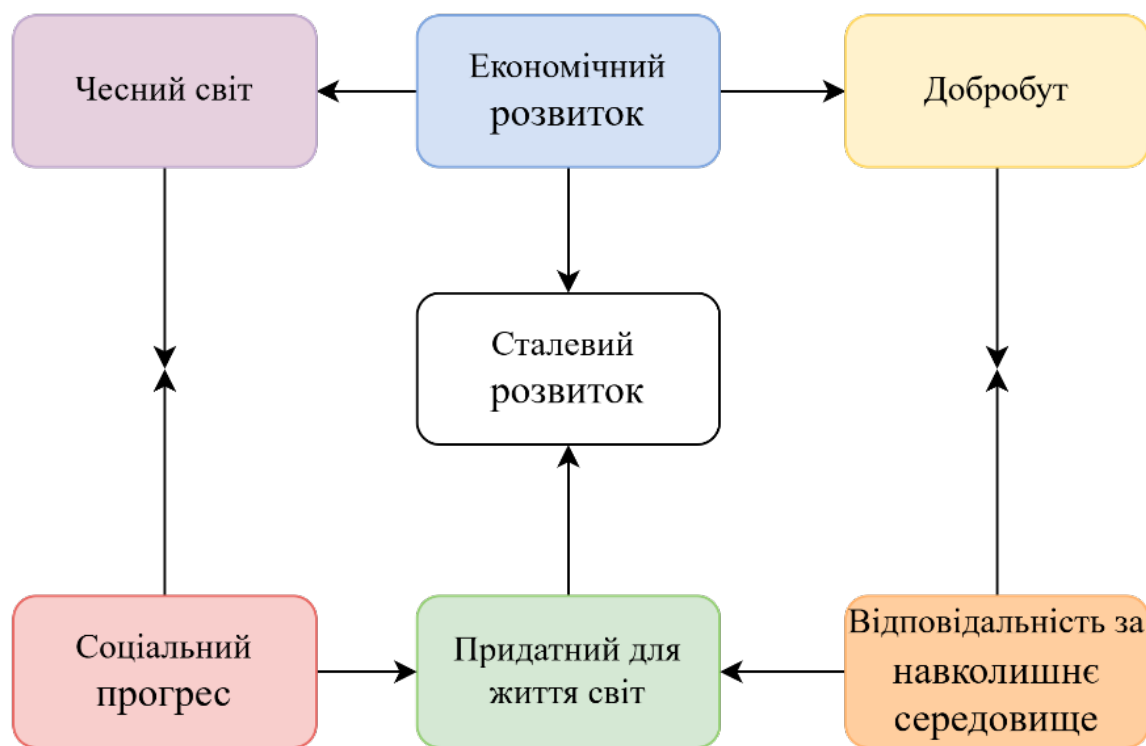 Чесний світ
Економічний
розвиток
Добробут
Сталевий
розвиток
Соціальний
прогрес
Придатний для
життя світ
Відповідальність за
навколишнє
середовище